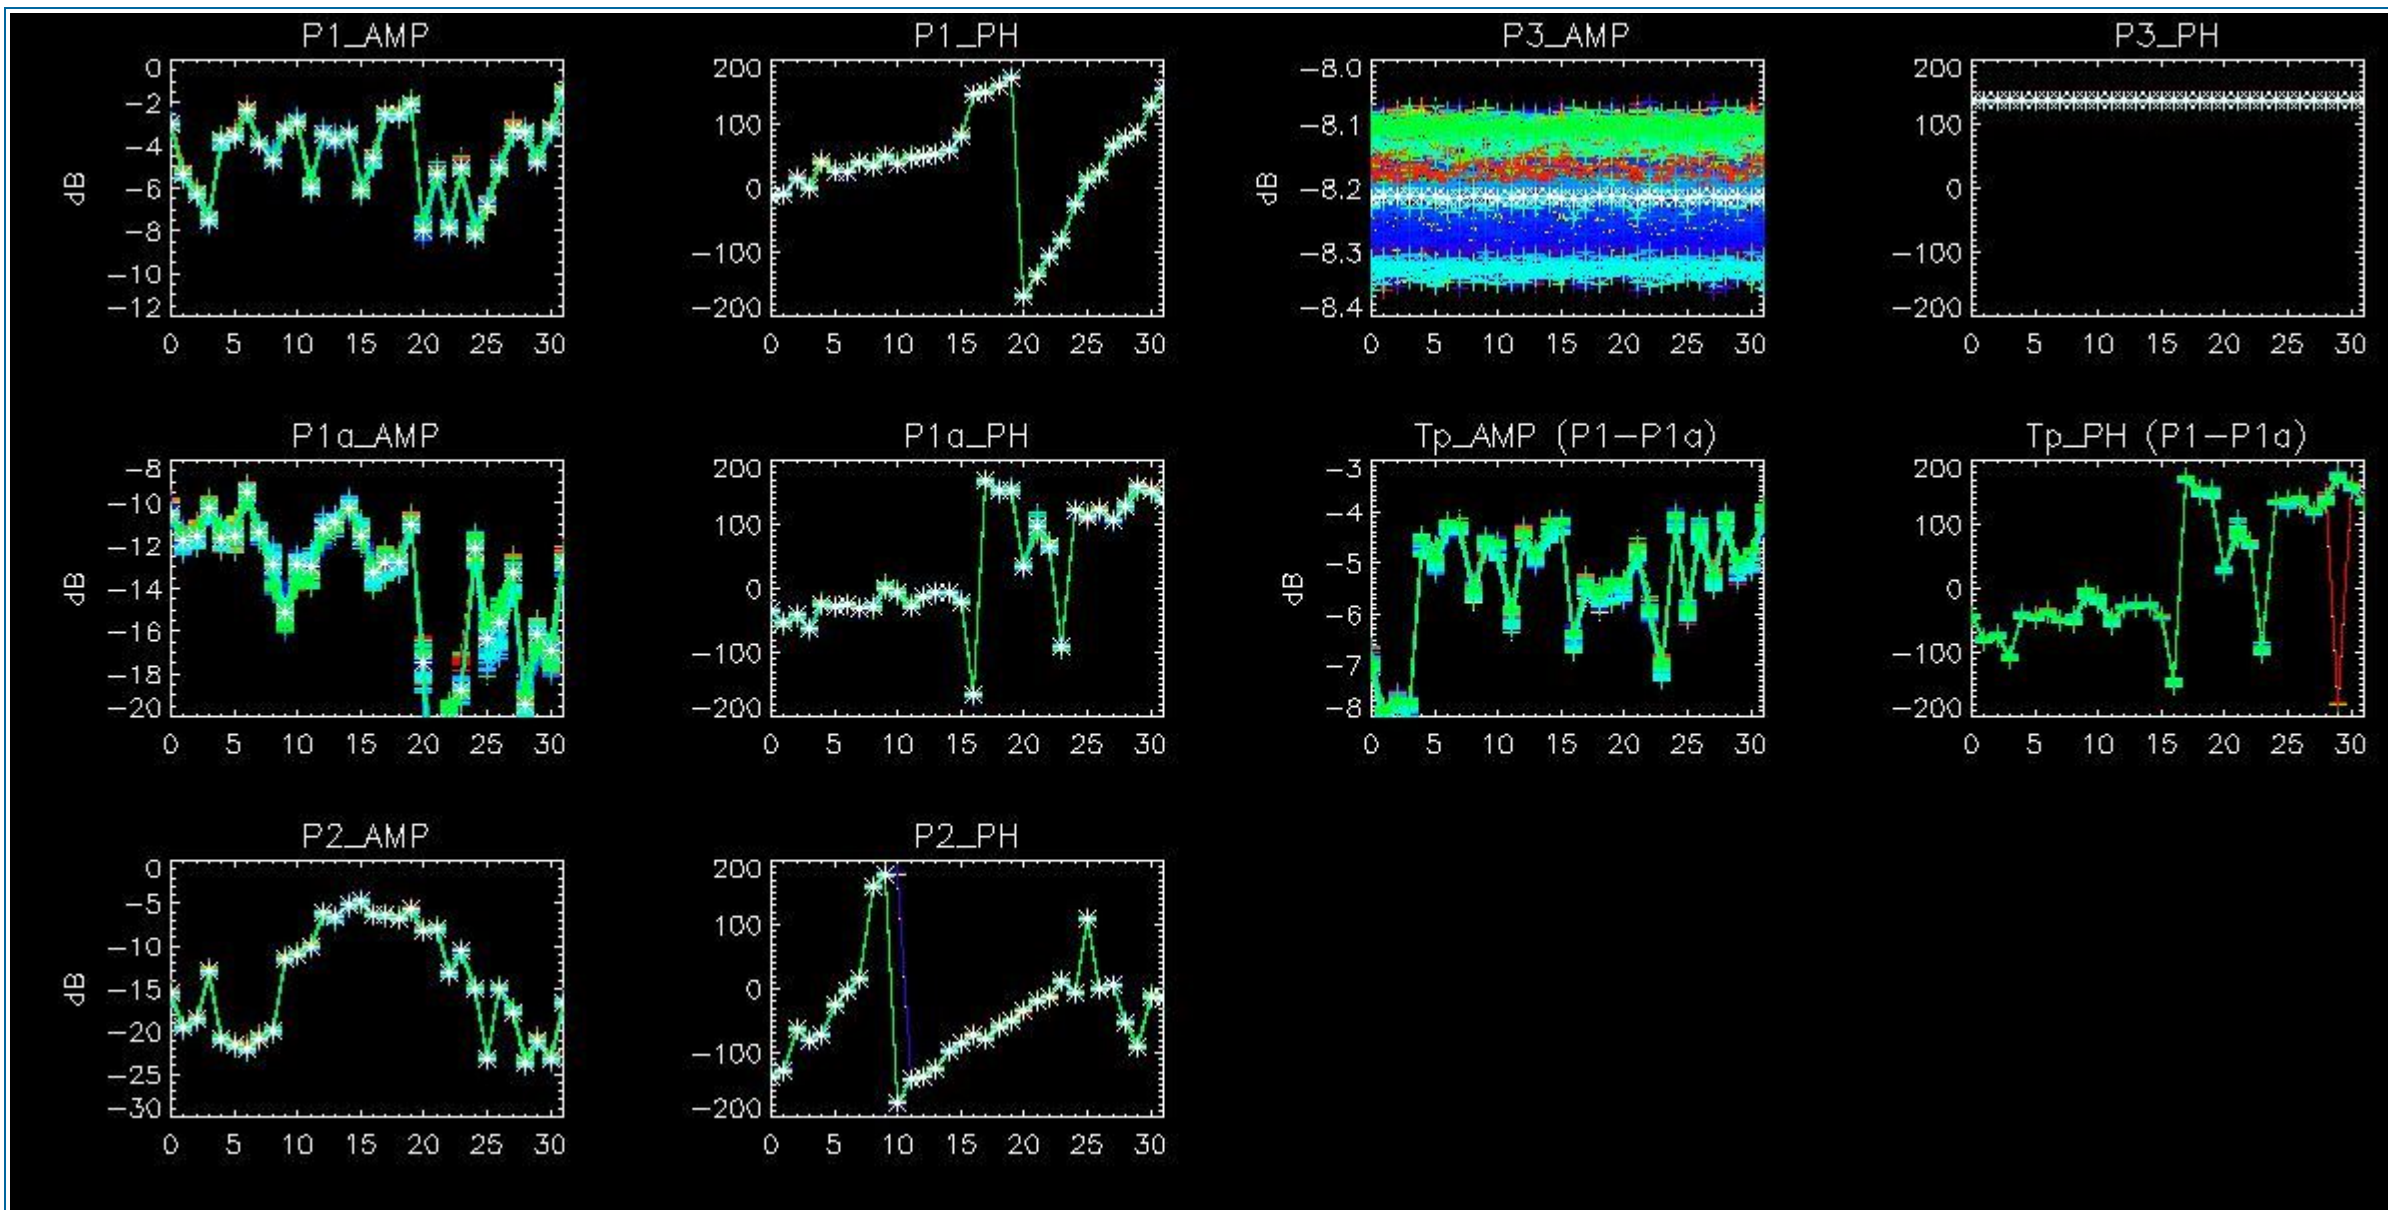 P1_AMP
P1_PH
P3_AMP
P3_PH
0
−2
−4
−6
−8
−10
−12
dB
0 5 10 15 20 25 30
200
100
0
−100
−200
0 5 10 15 20 25 30
−8.0
−8.1
−8.2
−8.3
−8.4
dB
0 5 10 15 20 25 30
200
100
0
−100
−200
0 5 10 15 20 25 30
P1a_AMP
P1a_PH
Tp_AMP (P1−P1a)
Tp_PH (P1−P1a)
−8
−10
−12
−14
−16
−18
−20
dB
0 5 10 15 20 25 30
200
100
0
−100
−200
0 5 10 15 20 25 30
−3
−4
−5
−6
−7
−8
dB
0 5 10 15 20 25 30
200
100
0
−100
−200
0 5 10 15 20 25 30
P2_AMP
P2_PH
0
−5
−10
−15
−20
−25
−30
dB
0 5 10 15 20 25 30
200
100
0
−100
−200
0 5 10 15 20 25 30